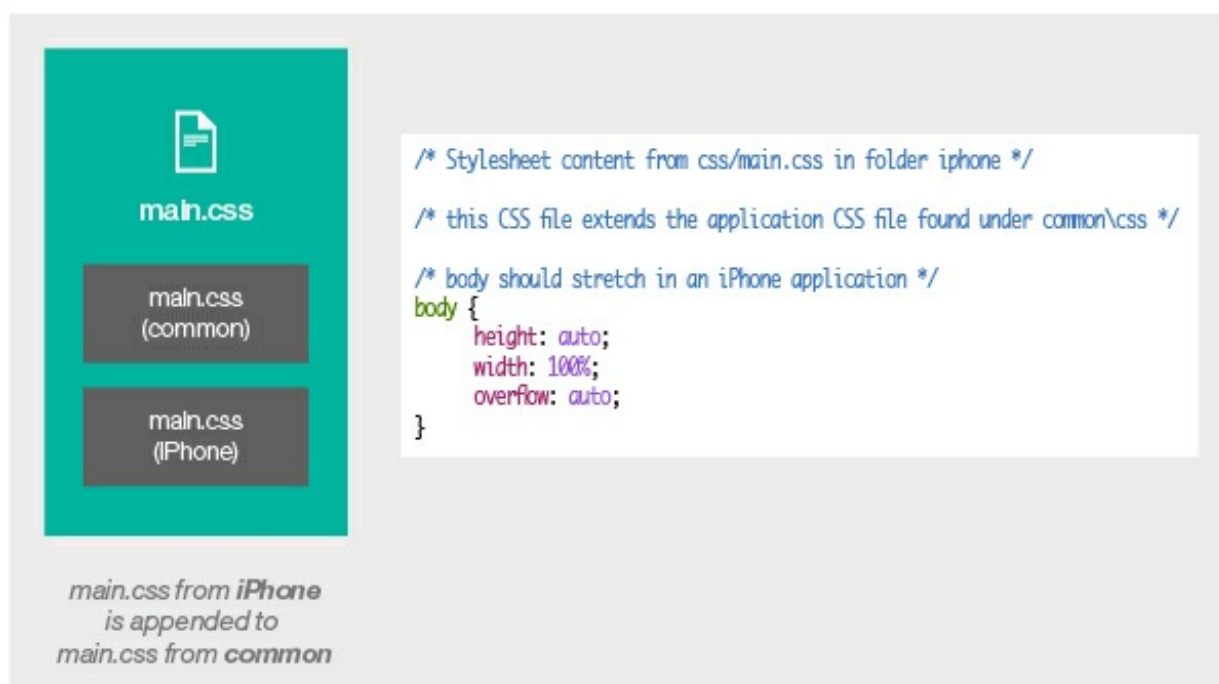 main.css
main.css
(common)
main.css
(iPhone)
main.css from iPhone
is appended to
main.css from common
/* Stylesheet content from css/main.css in folder iphone */
/* this CSS file extends the application CSS file found under common\css */
/* body should stretch in an iPhone application */
body {
height: auto;
width: 100%;
overflow: auto;
}